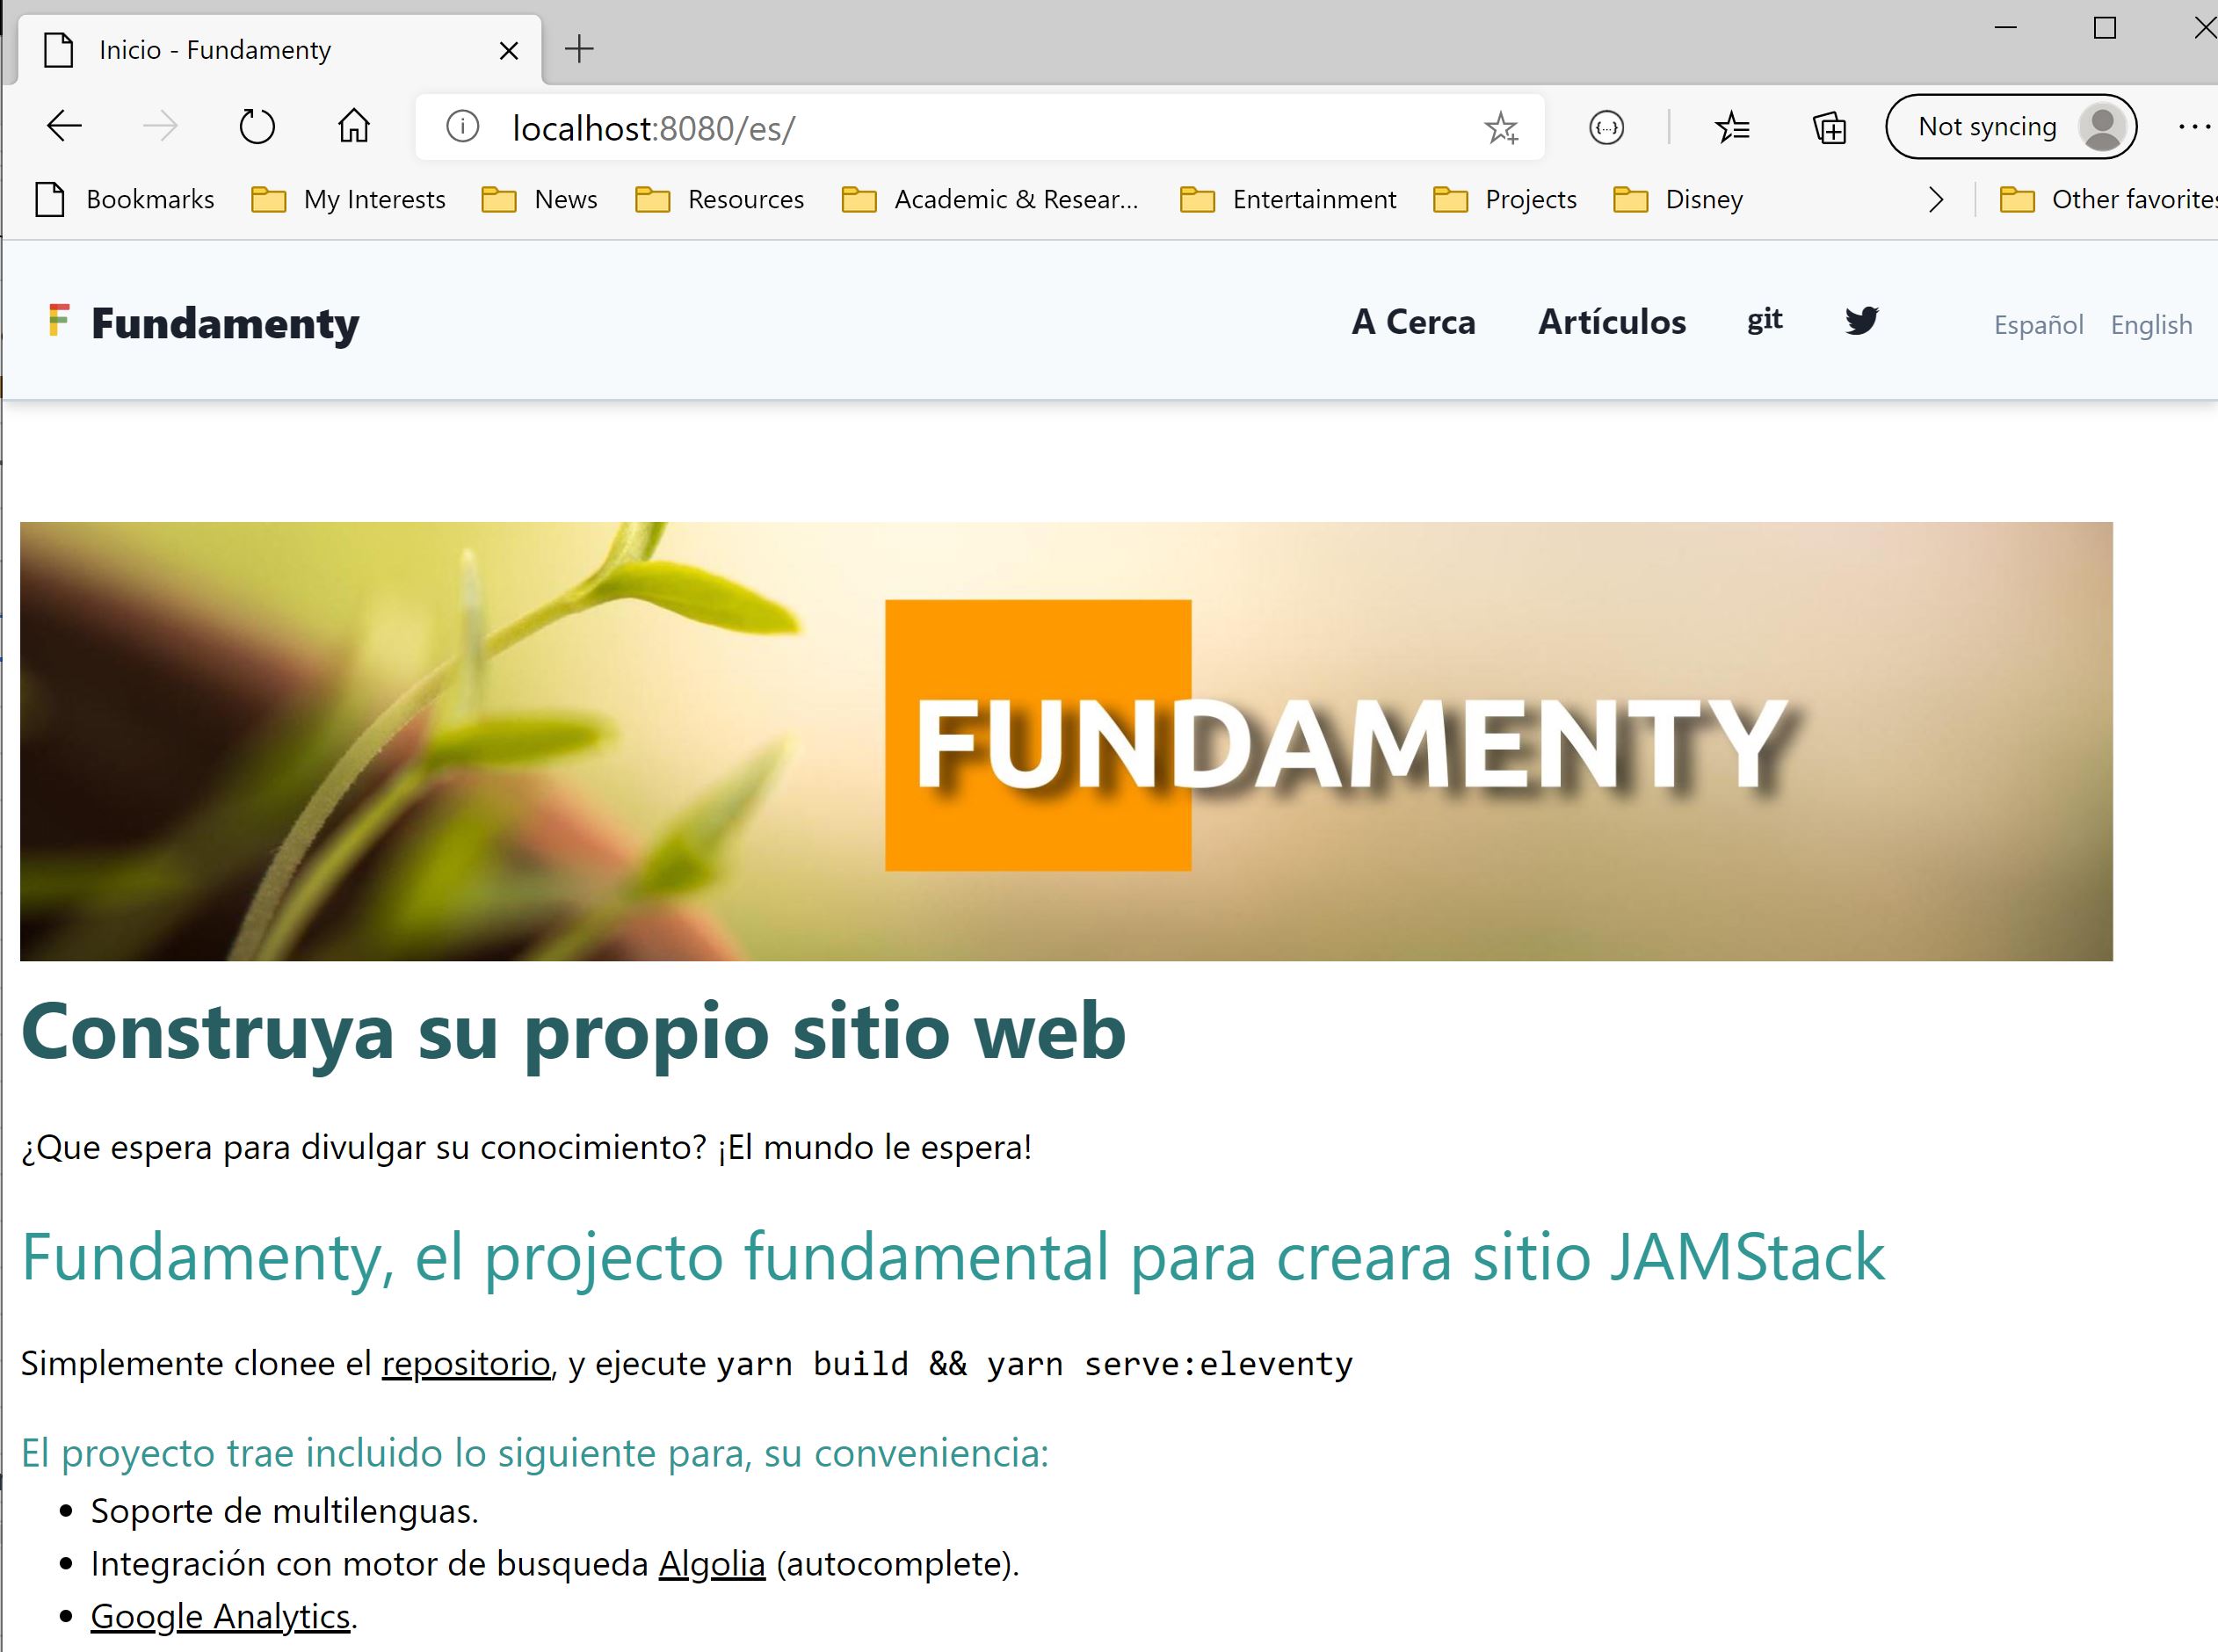 Inicio - Fundamenty
localhost:8080/es/
Not syncing
Bookmarks My Interests News Resources Academic & Resear... Entertainment Projects Disney Other favorites
F Fundamenty A Cerca Artículos git Español English
FUNDAMENTY
Construya su propio sitio web
¿Que espera para divulgar su conocimiento? ¡El mundo le espera!
Fundamenty, el projecto fundamental para creara sitio JAMStack
Simplemente clonee el repositorio, y ejecute yarn build && yarn serve:eleventy
El proyecto trae incluido lo siguiente para, su conveniencia:
• Soporte de multilenguas.
• Integración con motor de busqueda Algolia (autocomplete).
• Google Analytics.